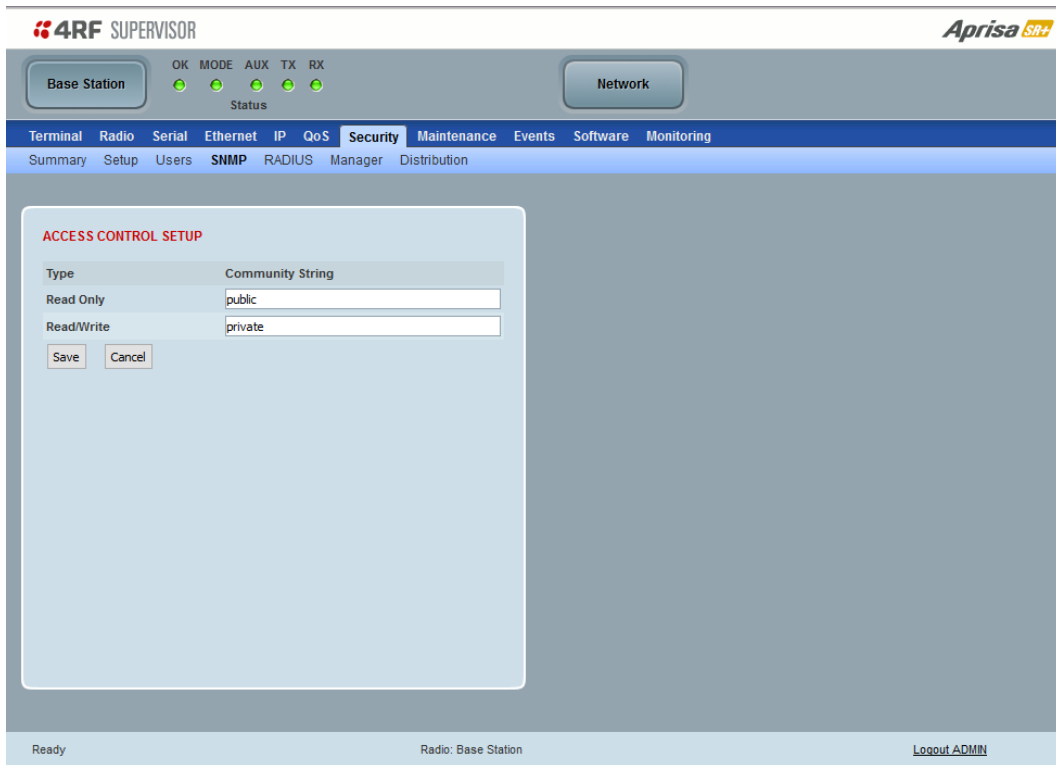 4RF SUPERVISOR
Aprisa SR+
Base Station
OK MODE AUX TX RX
Status
Network
Terminal Radio Serial Ethernet IP QoS Security Maintenance Events Software Monitoring
Summary Setup Users SNMP RADIUS Manager Distribution
ACCESS CONTROL SETUP
Type Community String
Read Only public
Read/Write private
Save Cancel
Ready Radio: Base Station Logout ADMIN